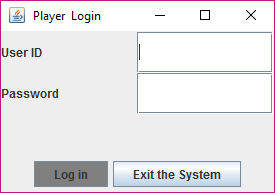 Player Login
User ID
Password
Log in Exit the System